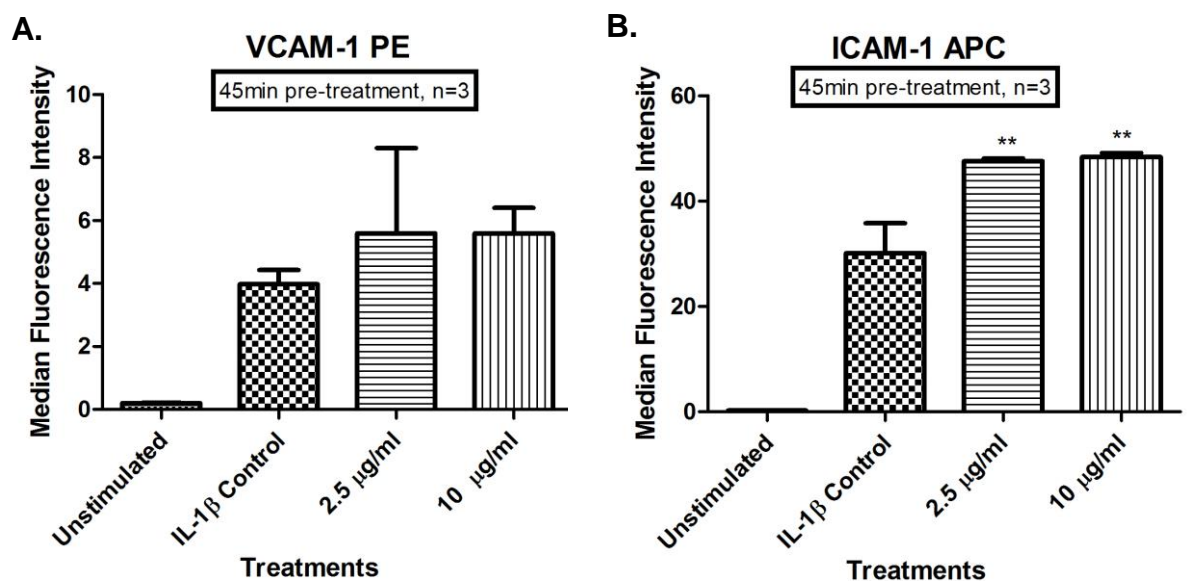 A.
VCAM-1 PE
45min pre-treatment, n=3
Median Fluorescence Intensity
10
8
6
4
2
0
Unstimulated
IL-1β Control
2.5 μg/ml
10 μg/ml
Treatments
B.
ICAM-1 APC
45min pre-treatment, n=3
Median Fluorescence Intensity
60
40
20
0
**
**
Unstimulated
IL-1β Control
2.5 μg/ml
10 μg/ml
Treatments